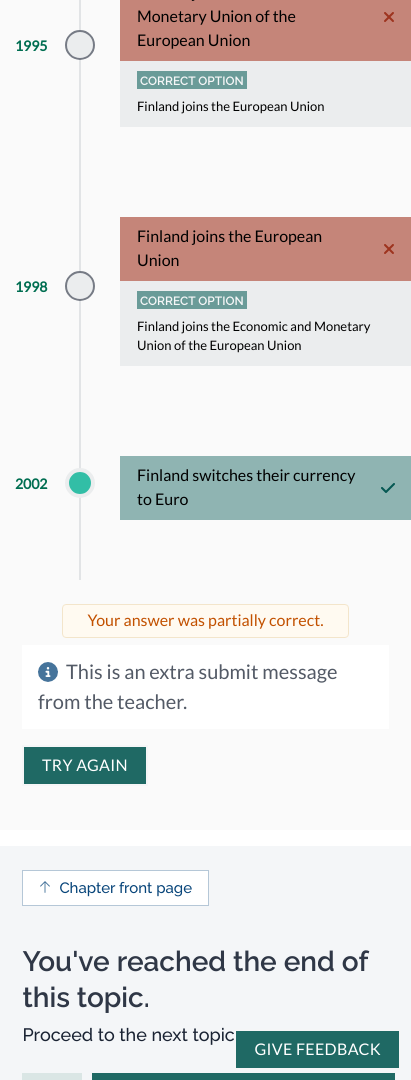 Monetary Union of the
European Union
1995
CORRECT OPTION
Finland joins the European Union
Finland joins the European
Union
1998
CORRECT OPTION
Finland joins the Economic and Monetary
Union of the European Union
2002
Finland switches their currency
to Euro
Your answer was partially correct.
This is an extra submit message
from the teacher.
TRY AGAIN
↑ Chapter front page
You've reached the end of
this topic.
Proceed to the next topic
GIVE FEEDBACK